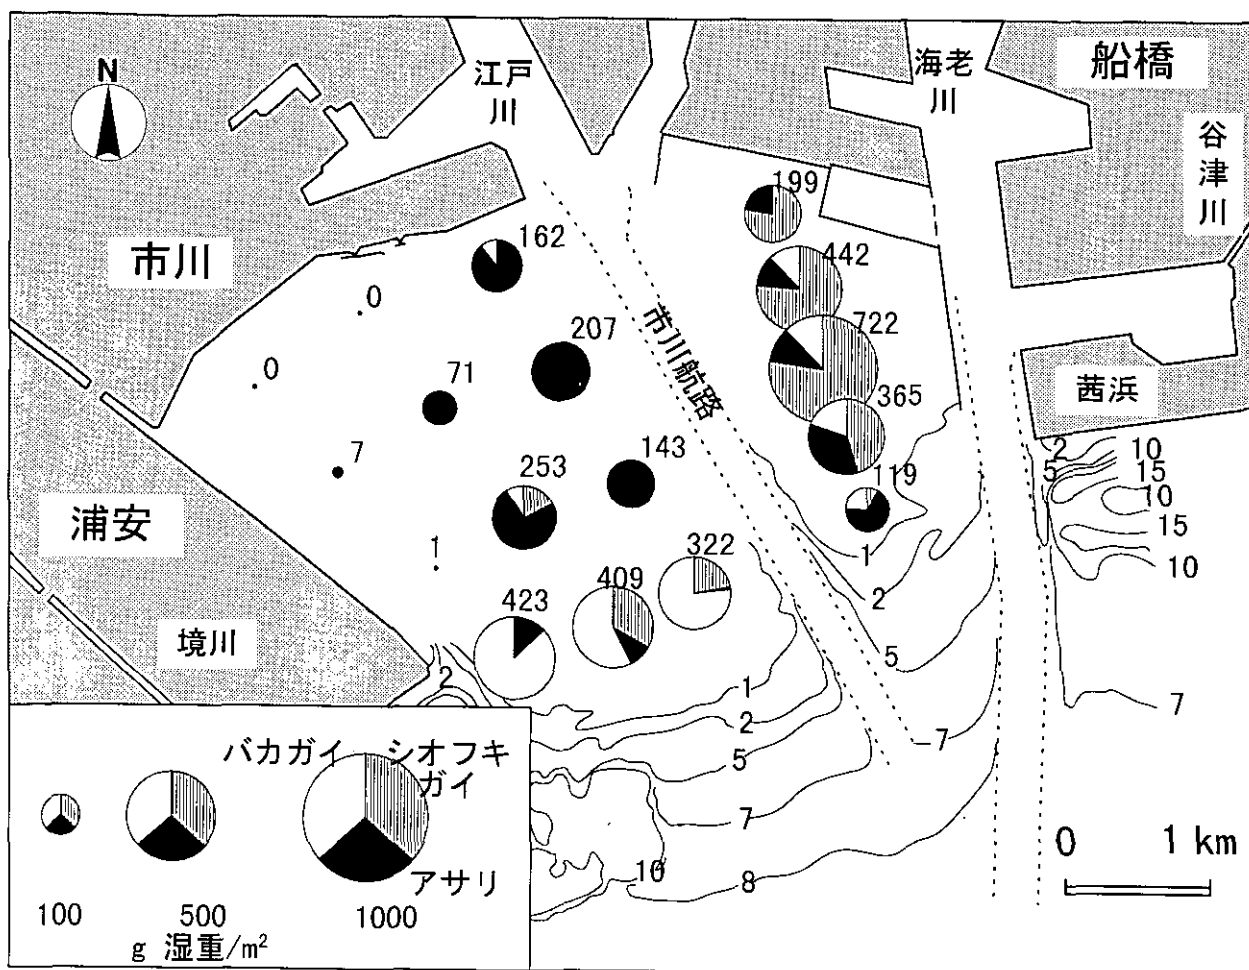 N
江戸
川
海老
川
船橋
谷
津
川
市川
199
162
442
0
722
207
市川航路
71
0
365
茜浜
7
143
2
10
253
119
5
15
10
浦安
15
1
322
1
10
409
2
423
境川
5
2
1
7
2
7
5
バカガイ
シオフキ
ガイ
7
0
1 km
アサリ
10
8
100
500
1000
g 湿重/m²